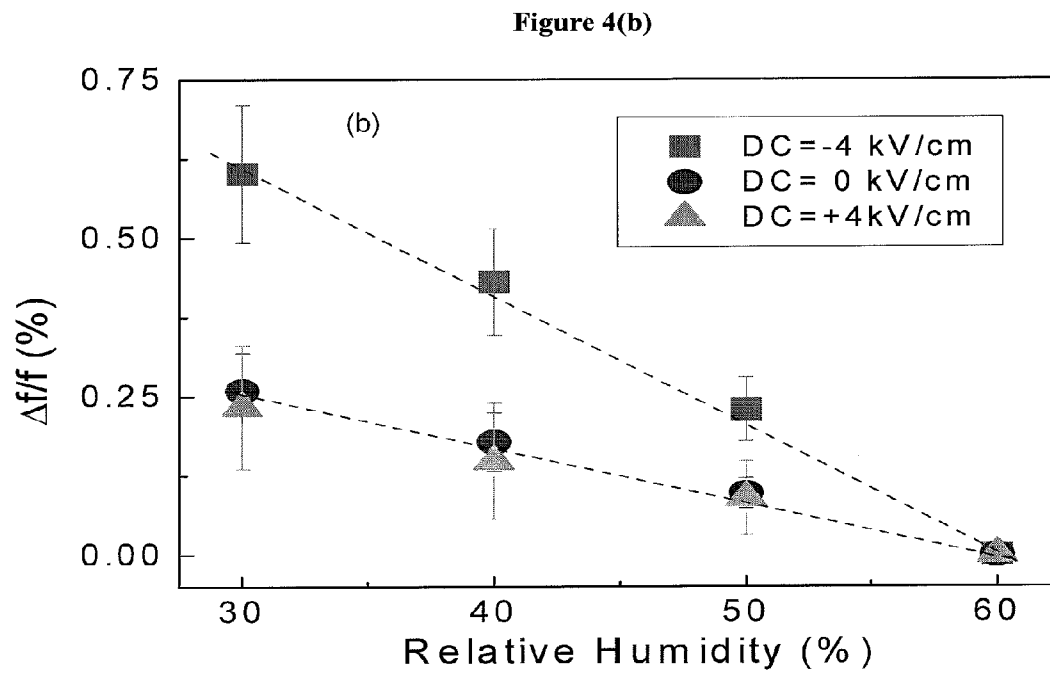 Figure 4(b)
0.75
(b)
DC=-4 kV/cm
DC= 0 kV/cm
DC=+4kV/cm
0.50
Δf/f (%)
0.25
0.00
30 40 50 60
Relative Humidity (%)